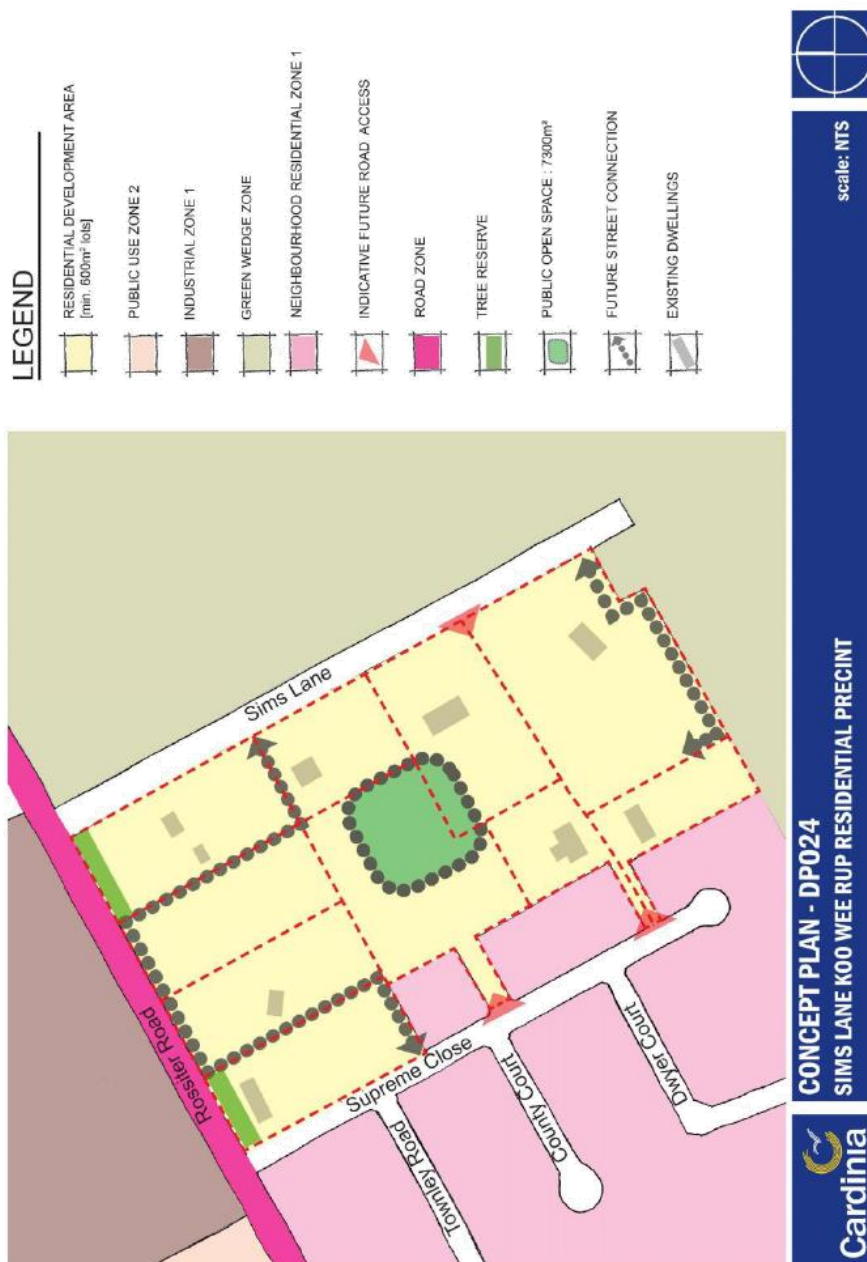 LEGEND
RESIDENTIAL DEVELOPMENT AREA
[min. 600m² lots]
PUBLIC USE ZONE 2
INDUSTRIAL ZONE 1
GREEN WEDGE ZONE
NEIGHBOURHOOD RESIDENTIAL ZONE 1
INDICATIVE FUTURE ROAD ACCESS
ROAD ZONE
TREE RESERVE
PUBLIC OPEN SPACE : 7300m²
FUTURE STREET CONNECTION
EXISTING DWELLINGS
Rossiter Road
Sims Lane
Supreme Close
Townley Road
County Court
Dwyer Court
Cardinia
CONCEPT PLAN - DP024
SIMS LANE KOO WEE RUP RESIDENTIAL PRECINT
scale: NTS